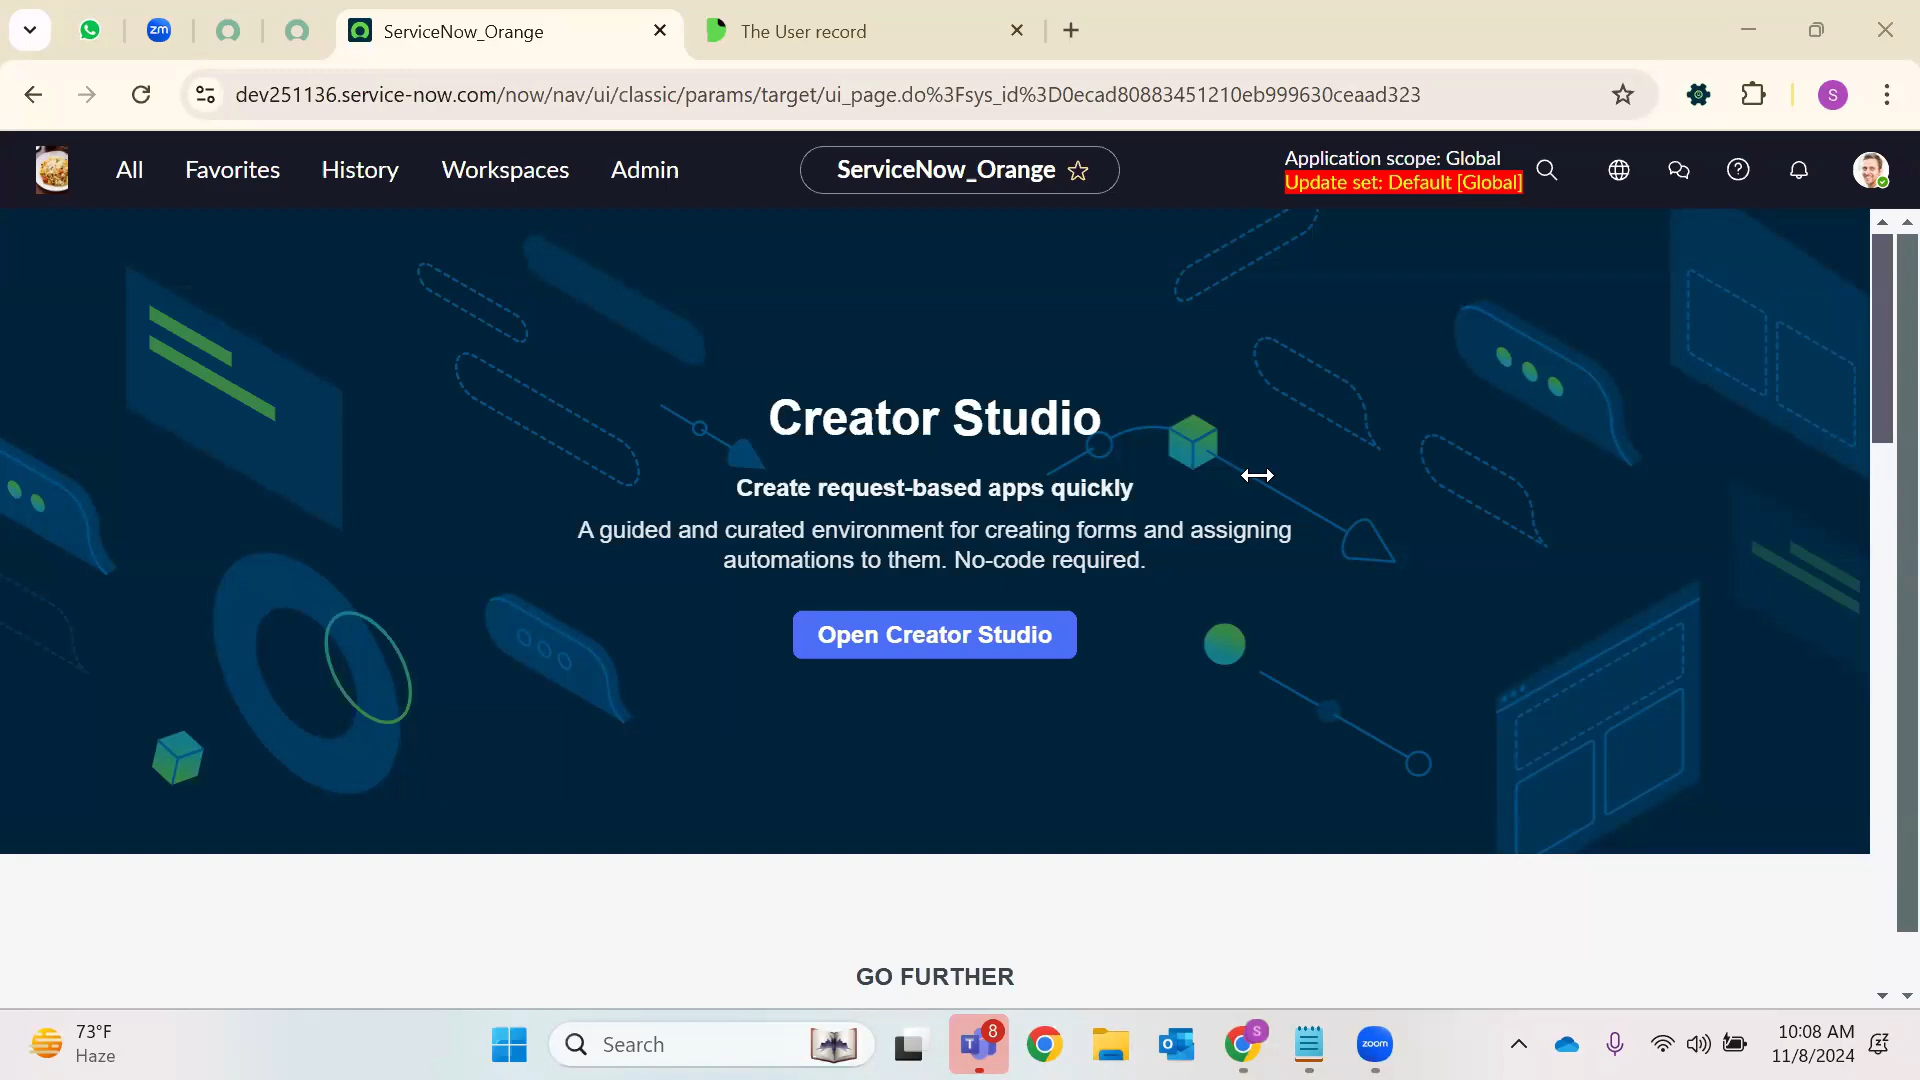 zm
ServiceNow_Orange
The User record
dev251136.service-now.com/now/nav/ui/classic/params/target/ui_page.do%3Fsys_id%3D0ecad80883451210eb999630ceaad323
S
All
Favorites
History
Workspaces
Admin
ServiceNow_Orange
Application scope: Global
Update set: Default [Global]
Creator Studio
Create request-based apps quickly
A guided and curated environment for creating forms and assigning
automations to them. No-code required.
Open Creator Studio
GO FURTHER
73°F
Haze
Search
8
T
S
zoom
10:08 AM
11/8/2024